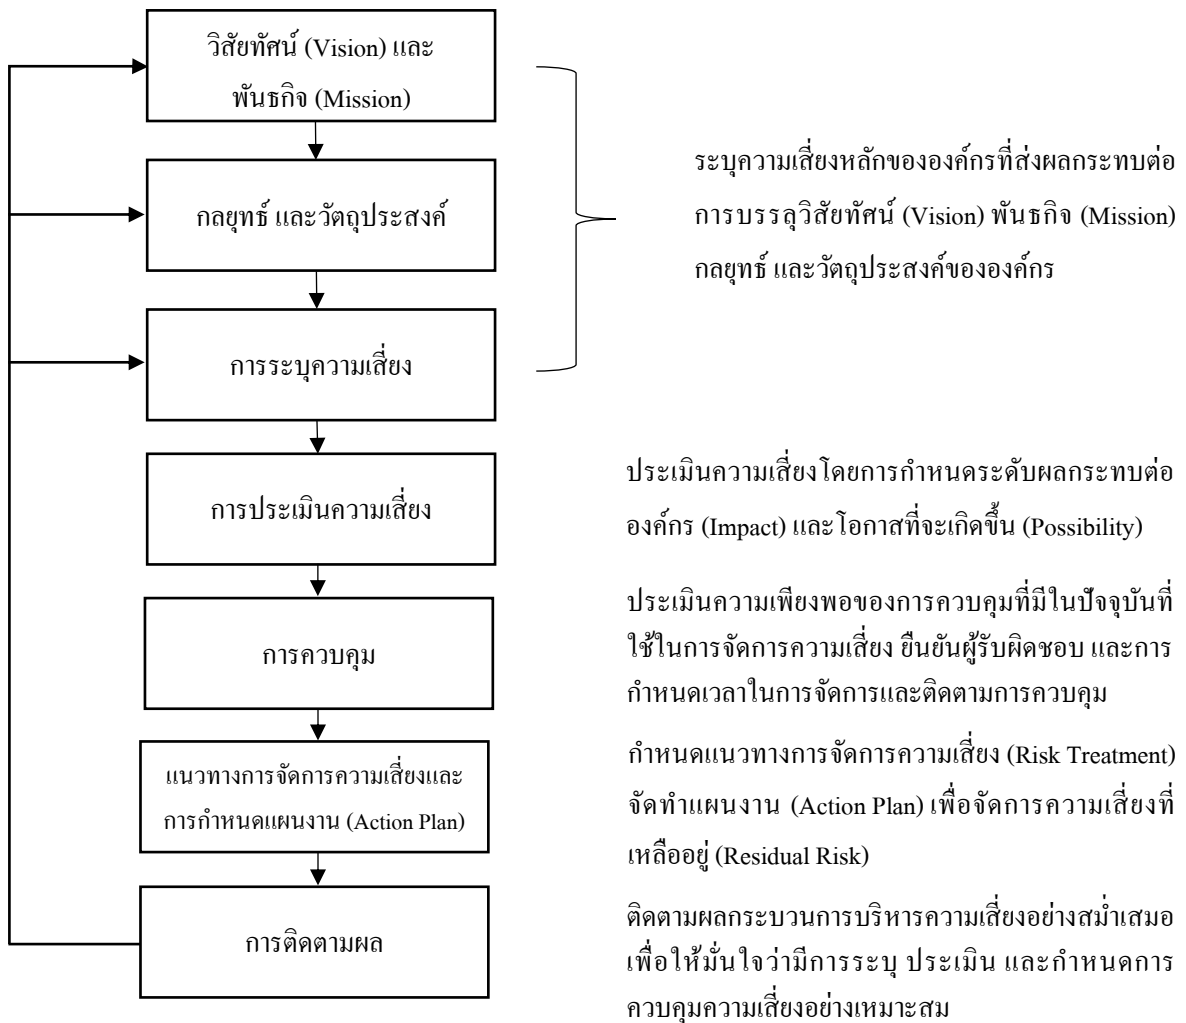 วิสัยทัศน์ (Vision) และ
พันธกิจ (Mission)
กลยุทธ์ และวัตถุประสงค์
การระบุความเสี่ยง
ระบุความเสี่ยงหลักขององค์กรที่ส่งผลกระทบต่อ
การบรรลุวิสัยทัศน์ (Vision) พันธกิจ (Mission)
กลยุทธ์ และวัตถุประสงค์ขององค์กร
การประเมินความเสี่ยง
ประเมินความเสี่ยงโดยการกำหนดระดับผลกระทบต่อ
องค์กร (Impact) และโอกาสที่จะเกิดขึ้น (Possibility)
การควบคุม
ประเมินความเพียงพอของการควบคุมที่มีในปัจจุบันที่
ใช้ในการจัดการความเสี่ยง ยืนยันผู้รับผิดชอบ และการ
กำหนดเวลาในการจัดการและติดตามการควบคุม
แนวทางการจัดการความเสี่ยงและ
การกำหนดแผนงาน (Action Plan)
กำหนดแนวทางการจัดการความเสี่ยง (Risk Treatment)
จัดทำแผนงาน (Action Plan) เพื่อจัดการความเสี่ยงที่
เหลืออยู่ (Residual Risk)
การติดตามผล
ติดตามผลกระบวนการบริหารความเสี่ยงอย่างสม่ำเสมอ
เพื่อให้มั่นใจว่ามีการระบุ ประเมิน และกำหนดการ
ควบคุมความเสี่ยงอย่างเหมาะสม